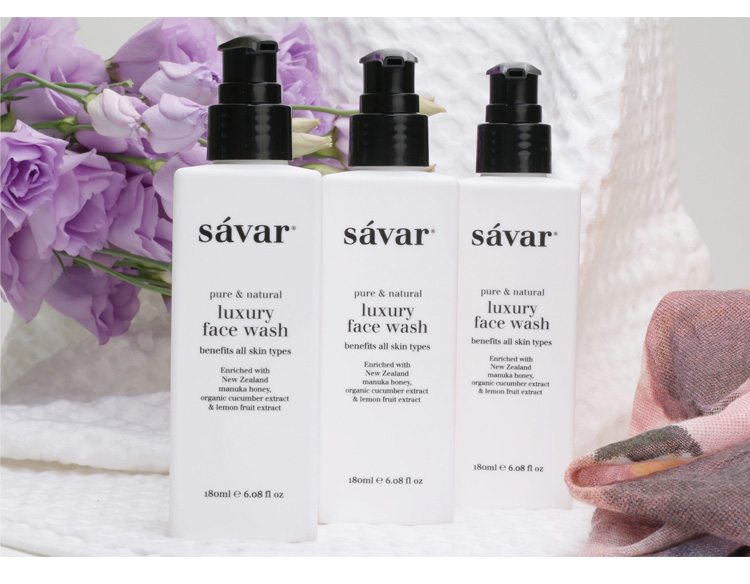 sávar®
pure & natural
luxury
face wash
benefits all skin types
Enriched with
New Zealand
manuka honey,
organic cucumber extract
& lemon fruit extract
180ml ℮ 6.08 fl oz
sávar®
pure & natural
luxury
face wash
benefits all skin types
Enriched with
New Zealand
manuka honey,
organic cucumber extract
& lemon fruit extract
180ml ℮ 6.08 fl oz
sávar®
pure & natural
luxury
face wash
benefits all skin types
Enriched with
New Zealand
manuka honey,
organic cucumber extract
& lemon fruit extract
180ml ℮ 6.08 fl oz